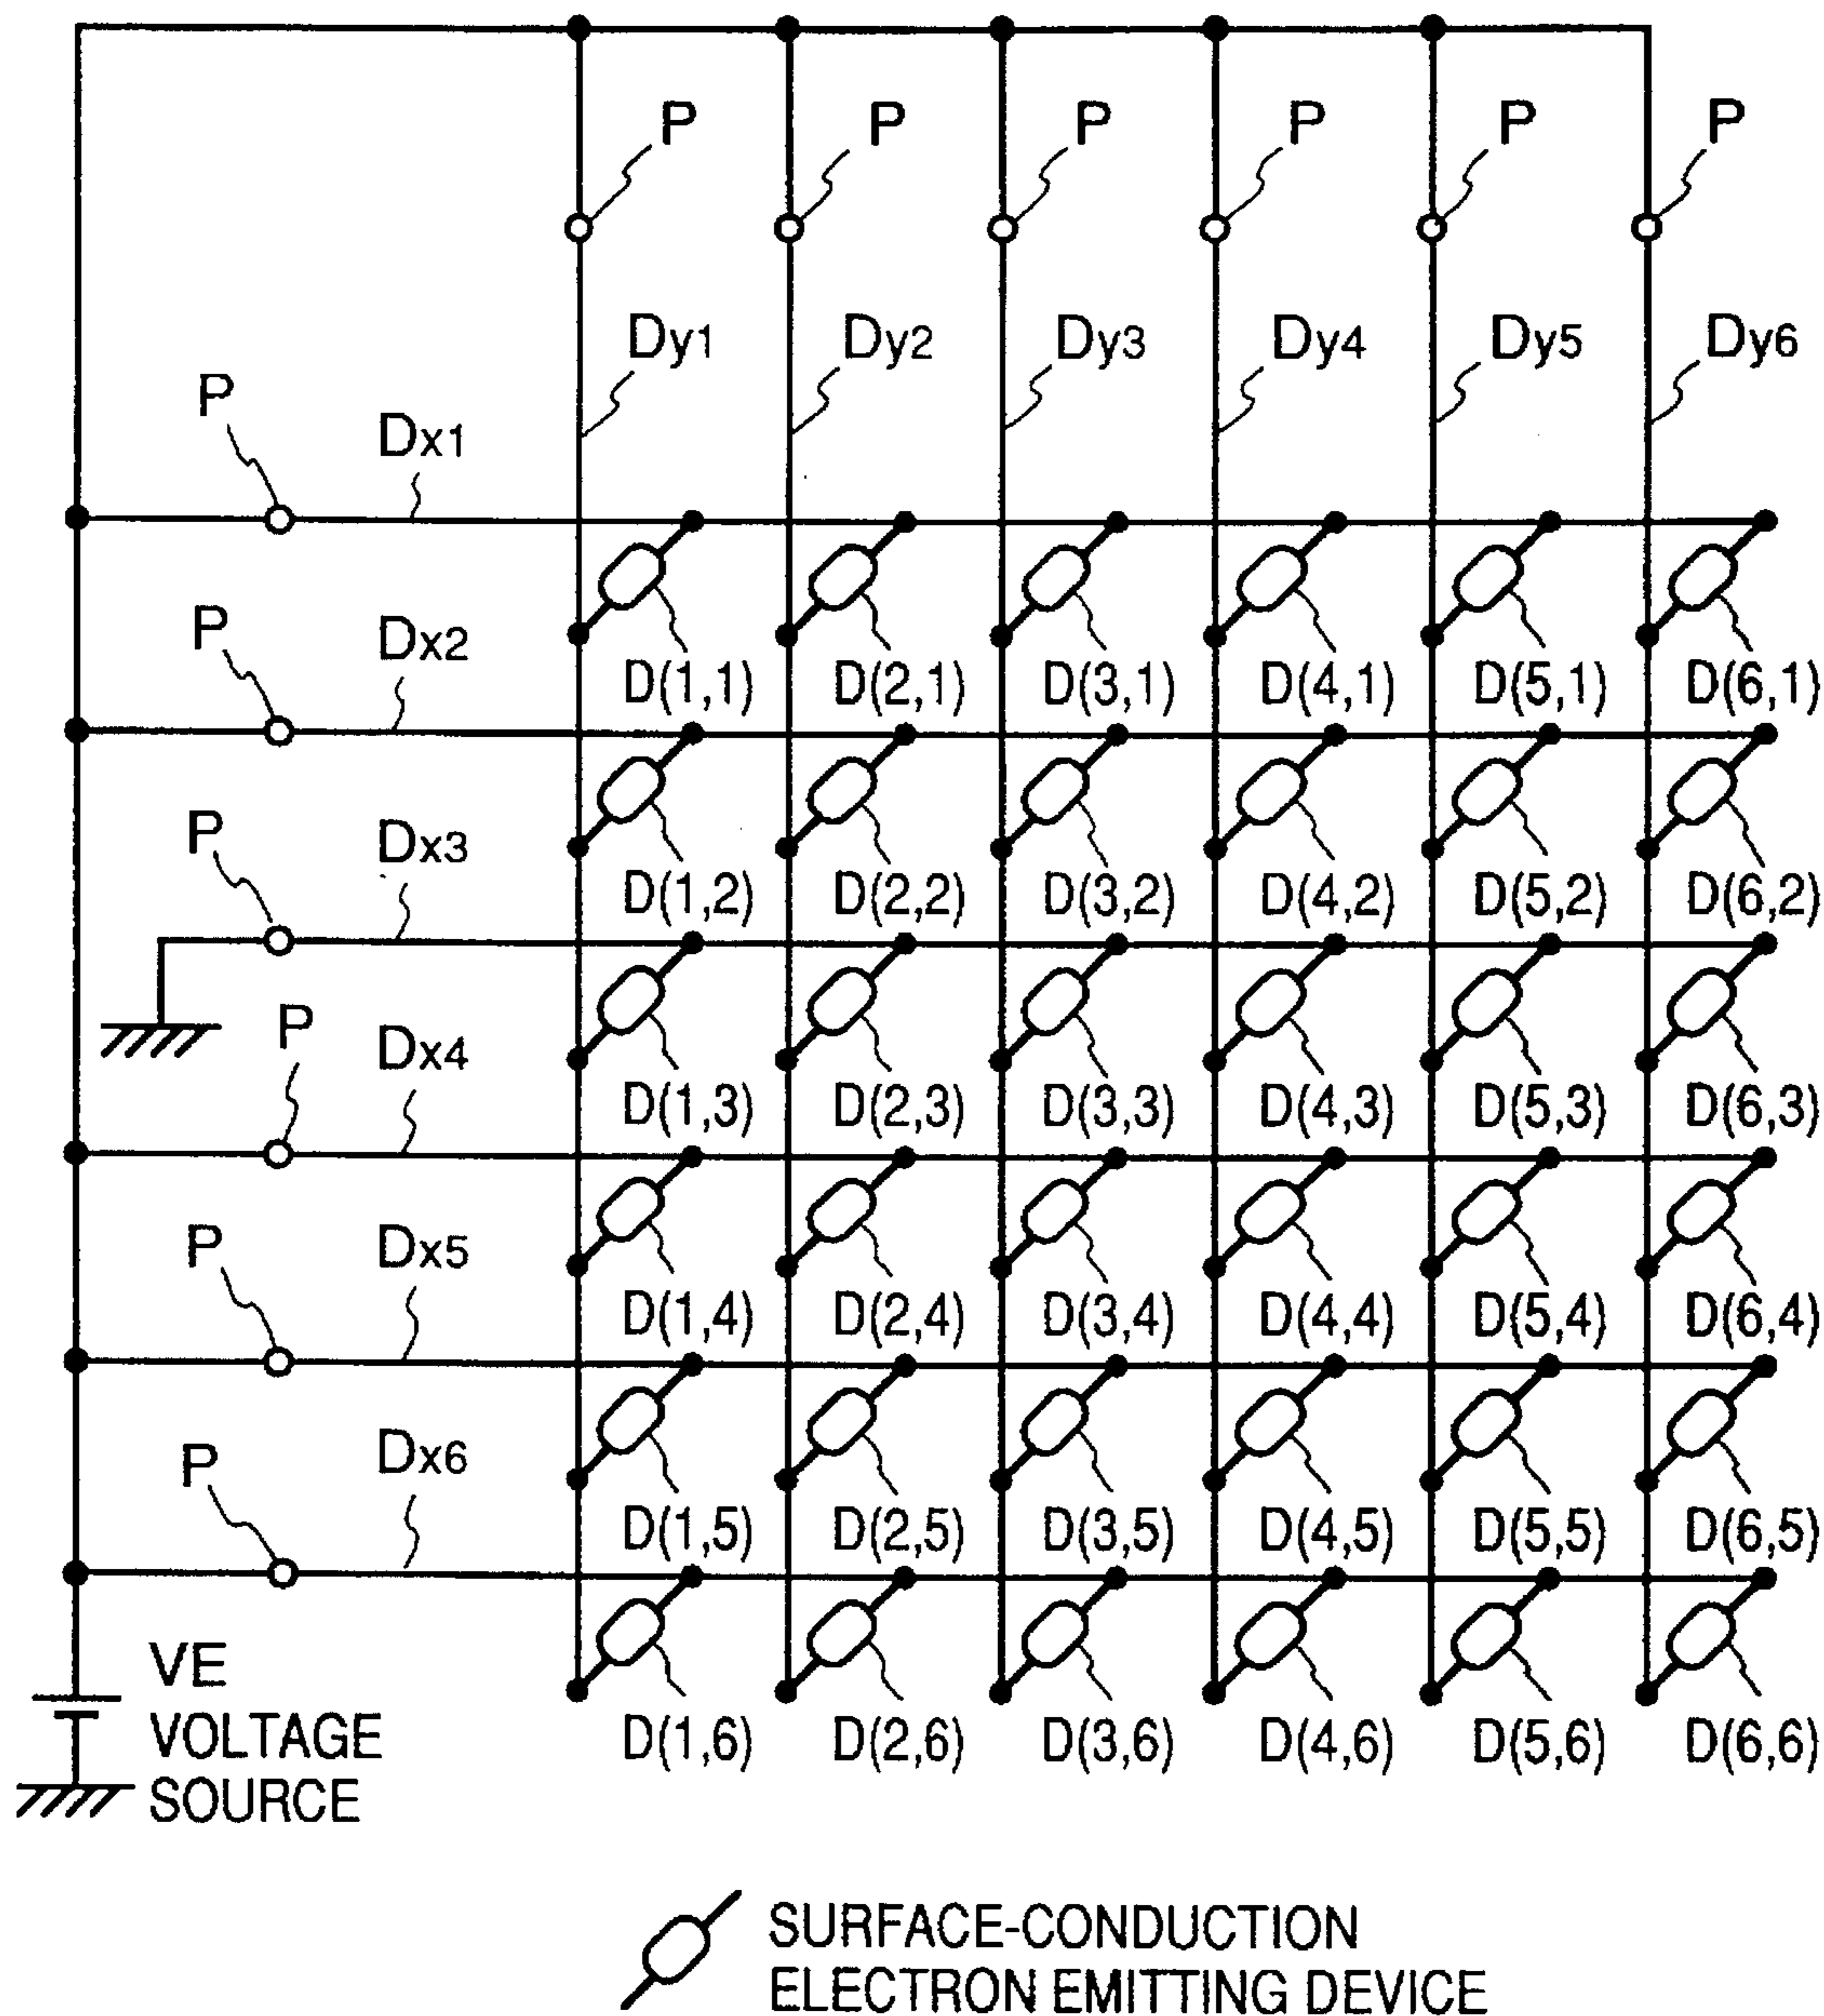 P P P P P P
Dy1 Dy2 Dy3 Dy4 Dy5 Dy6
P Dx1
P Dx2
D(1,1) D(2,1) D(3,1) D(4,1) D(5,1) D(6,1)
P Dx3
D(1,2) D(2,2) D(3,2) D(4,2) D(5,2) D(6,2)
P Dx4
D(1,3) D(2,3) D(3,3) D(4,3) D(5,3) D(6,3)
P Dx5
D(1,4) D(2,4) D(3,4) D(4,4) D(5,4) D(6,4)
P Dx6
D(1,5) D(2,5) D(3,5) D(4,5) D(5,5) D(6,5)
VE
VOLTAGE
SOURCE
D(1,6) D(2,6) D(3,6) D(4,6) D(5,6) D(6,6)
SURFACE-CONDUCTION
ELECTRON EMITTING DEVICE